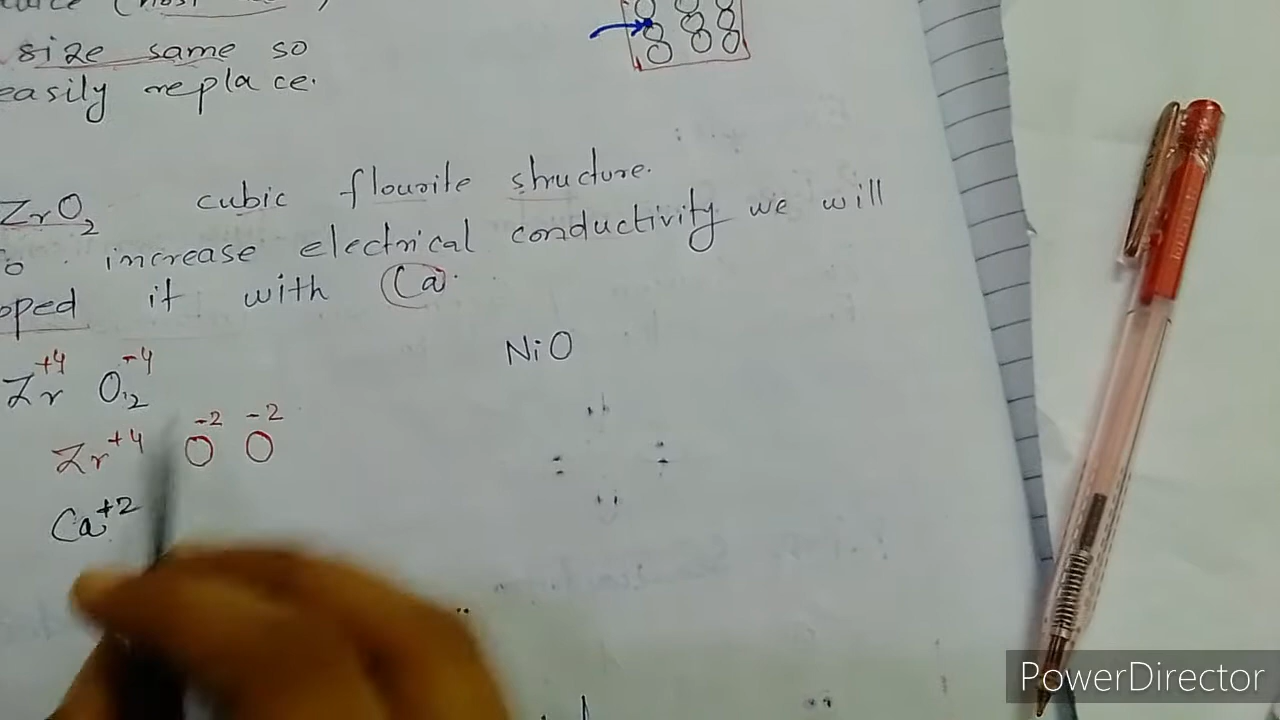 size same so
easily replace.
ZrO2 cubic flourite structure.
increase electrical conductivity we will
oped it with Ca.
Zr+4 O2-4
Zr+4 O-2 O-2
Ca+2
NiO
PowerDirector